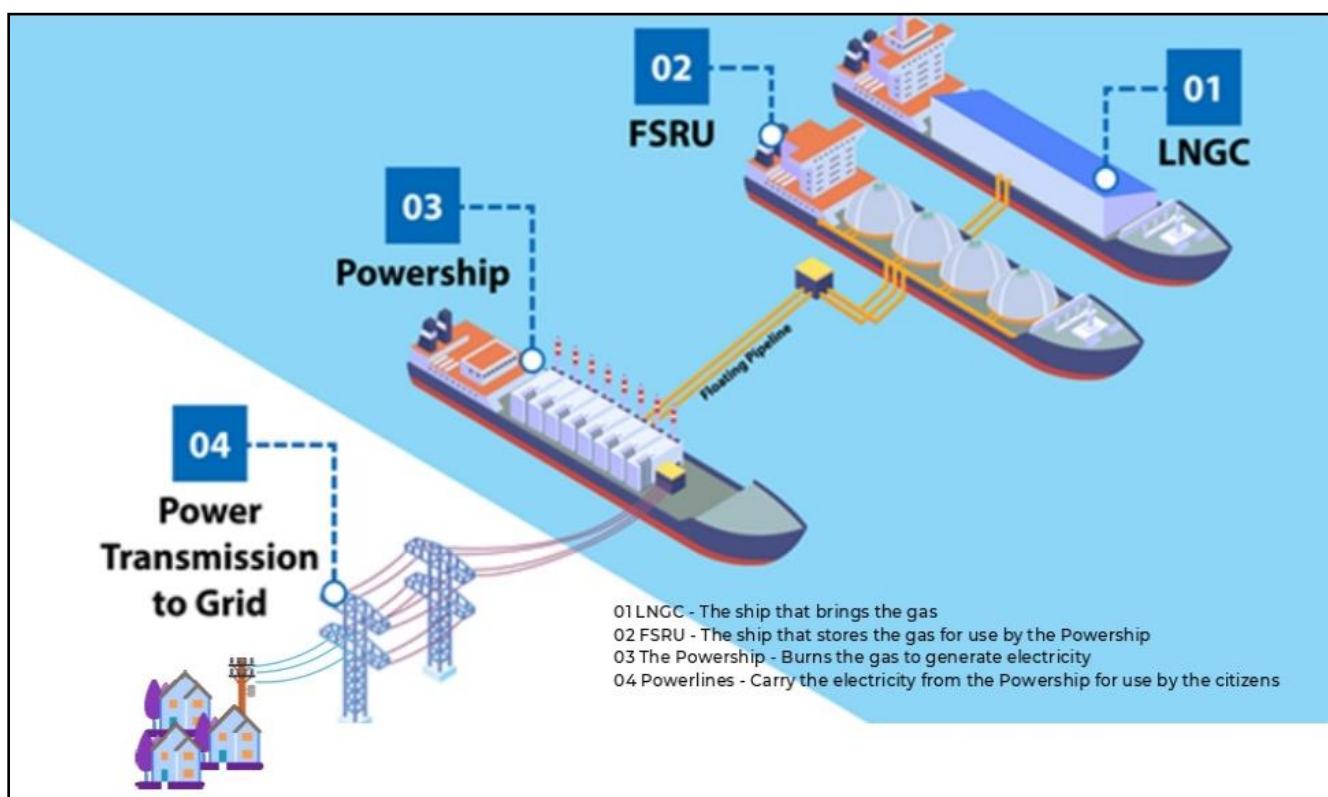 02
FSRU
01
LNGC
03
Powership
Floating Pipeline
04
Power
Transmission
to Grid
01 LNGC - The ship that brings the gas
02 FSRU - The ship that stores the gas for use by the Powership
03 The Powership - Burns the gas to generate electricity
04 Powerlines - Carry the electricity from the Powership for use by the citizens